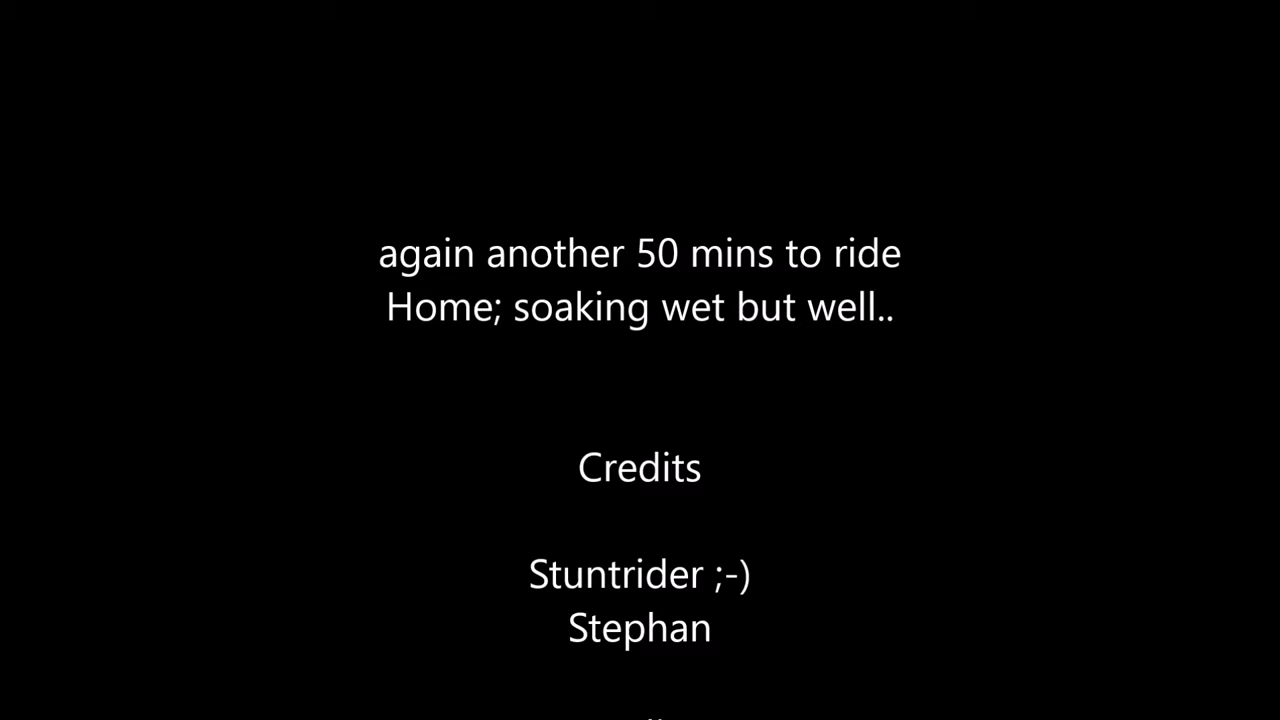 again another 50 mins to ride
Home; soaking wet but well..
Credits
Stuntrider ;-)
Stephan